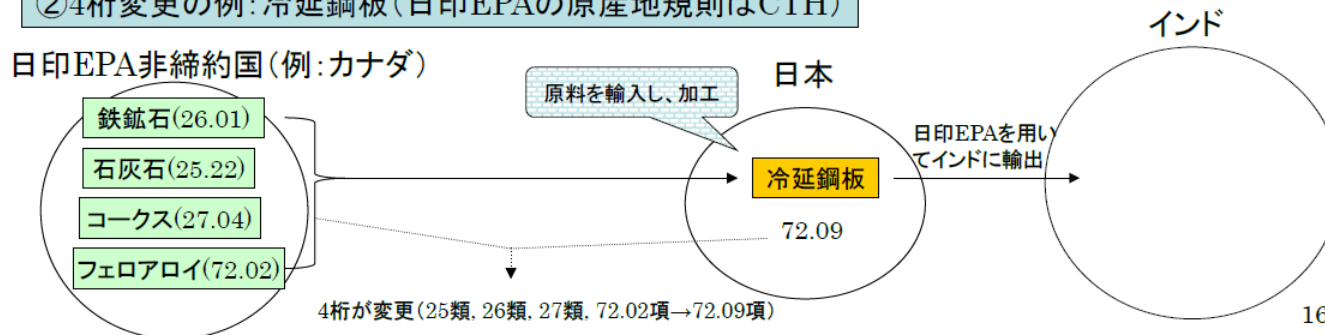 ②4桁変更の例:冷延鋼板(日印EPAの原産地規則はCTH)
インド
日印EPA非締約国(例:カナダ)
日本
原料を輸入し、加工
鉄鉱石(26.01)
石灰石(25.22)
コークス(27.04)
フェロアロイ(72.02)
冷延鋼板
72.09
日印EPAを用い
てインドに輸出
4桁が変更(25類, 26類, 27類, 72.02項→72.09項)
16